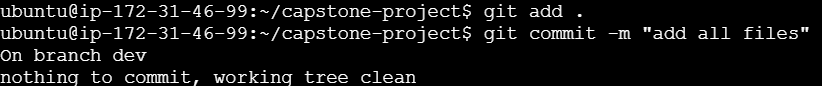 ubuntu@ip-172-31-46-99:~/capstone-project$ git add .
ubuntu@ip-172-31-46-99:~/capstone-project$ git commit -m "add all files"
On branch dev
nothing to commit, working tree clean